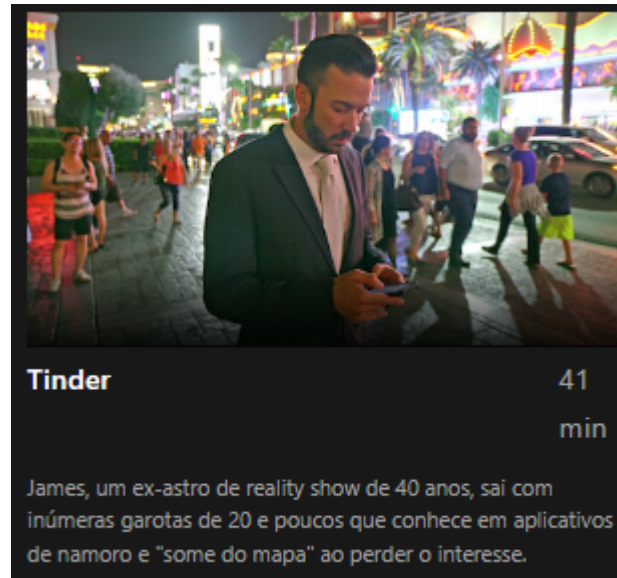 Tinder
41
min
James, um ex-astro de reality show de 40 anos, sai com
inúmeras garotas de 20 e poucos que conhece em aplicativos
de namoro e "some do mapa" ao perder o interesse.